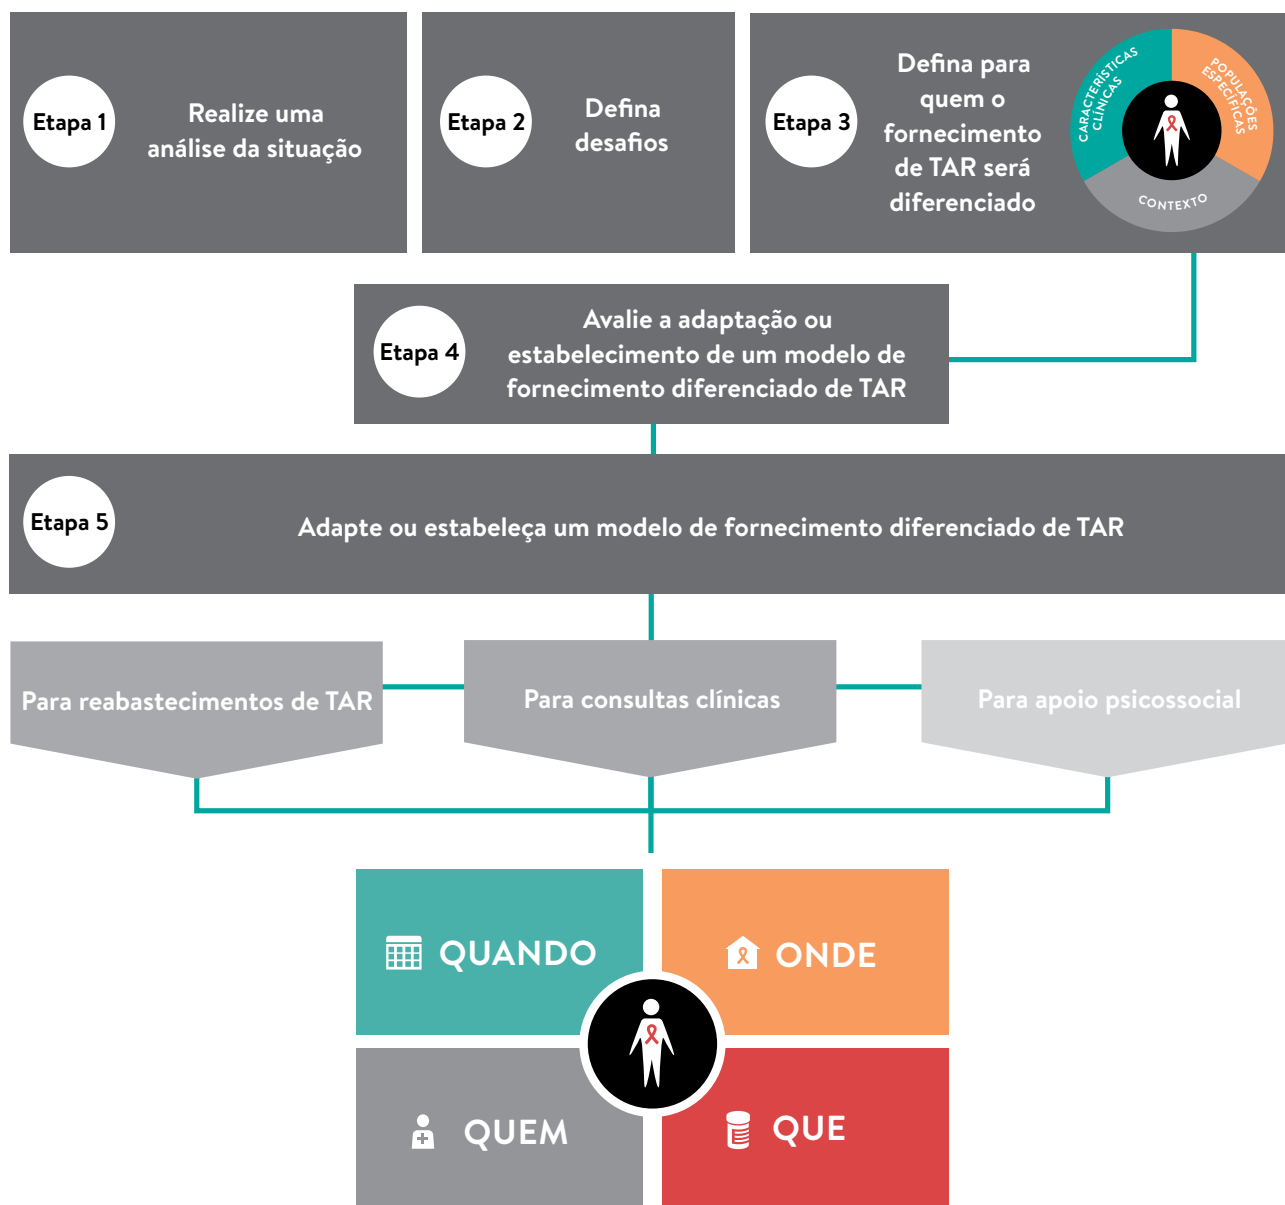 Etapa 1
Realize uma
análise da situação
Etapa 2
Defina
desafios
Etapa 3
Defina para
quem o
fornecimento
de TAR será
diferenciado
CARACTERÍSTICAS
CLÍNICAS
POPULAÇÕES
ESPECÍFICAS
CONTEXTO
Etapa 4
Avalie a adaptação ou
estabelecimento de um modelo de
fornecimento diferenciado de TAR
Etapa 5
Adapte ou estabeleça um modelo de fornecimento diferenciado de TAR
Para reabastecimentos de TAR
Para consultas clínicas
Para apoio psicossocial
QUANDO
ONDE
QUEM
QUE